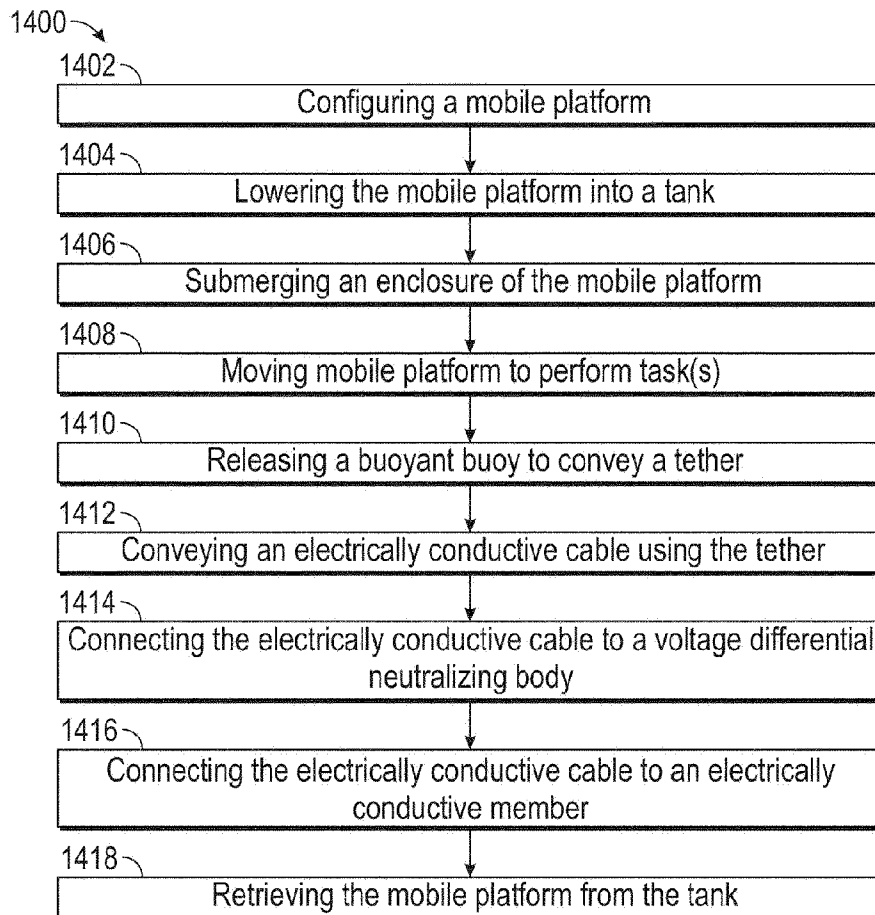 1400
1402
Configuring a mobile platform
1404
Lowering the mobile platform into a tank
1406
Submerging an enclosure of the mobile platform
1408
Moving mobile platform to perform task(s)
1410
Releasing a buoyant buoy to convey a tether
1412
Conveying an electrically conductive cable using the tether
1414
Connecting the electrically conductive cable to a voltage differential
neutralizing body
1416
Connecting the electrically conductive cable to an electrically
conductive member
1418
Retrieving the mobile platform from the tank